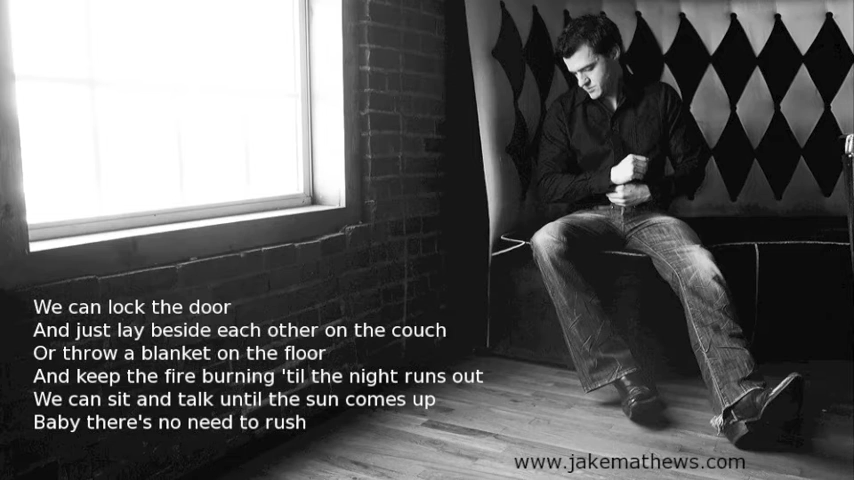 We can lock the door
And just lay beside each other on the couch
Or throw a blanket on the floor
And keep the fire burning 'til the night runs out
We can sit and talk until the sun comes up
Baby there's no need to rush
www.jakemathews.com